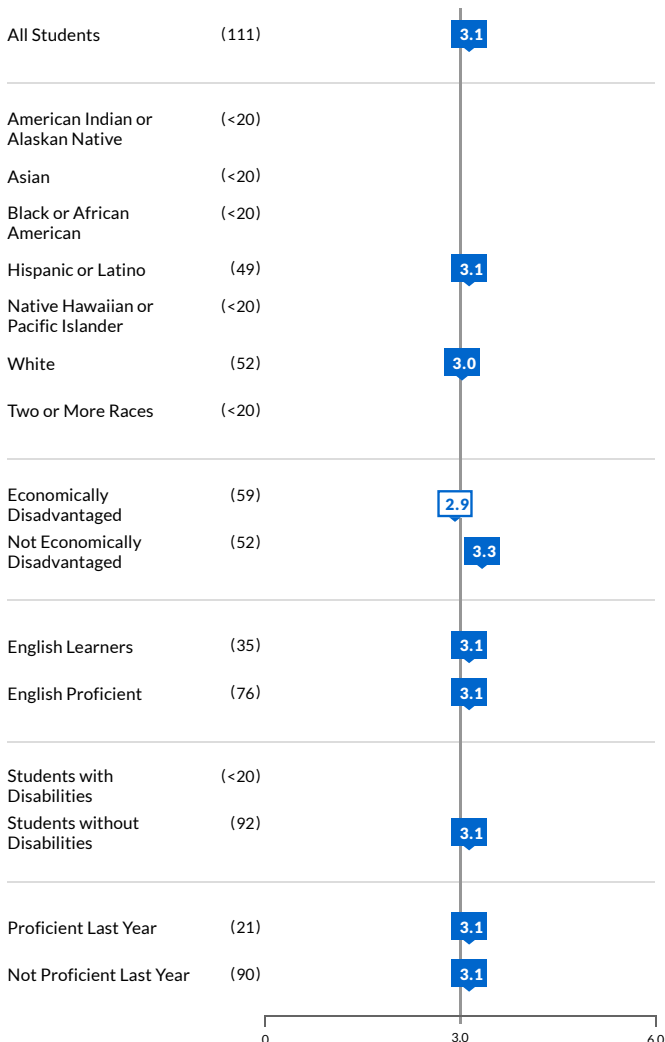 All Students (111) 3.1
American Indian or (<20)
Alaskan Native
Asian (<20)
Black or African (<20)
American
Hispanic or Latino (49) 3.1
Native Hawaiian or (<20)
Pacific Islander
White (52) 3.0
Two or More Races (<20)
Economically (59) 2.9
Disadvantaged
Not Economically (52) 3.3
Disadvantaged
English Learners (35) 3.1
English Proficient (76) 3.1
Students with (<20)
Disabilities
Students without (92) 3.1
Disabilities
Proficient Last Year (21) 3.1
Not Proficient Last Year (90) 3.1
0 3.0 6.0